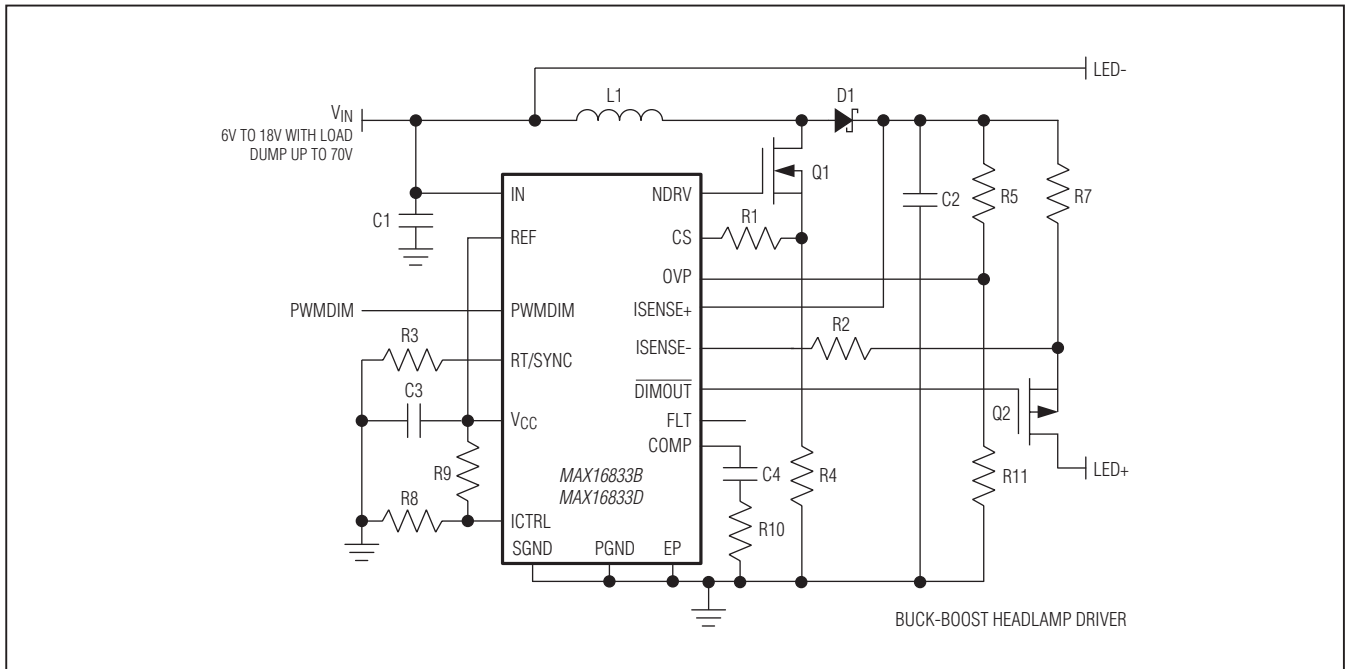 LED-
L1
D1
VIN
6V TO 18V WITH LOAD
DUMP UP TO 70V
Q1
IN
NDRV
C2
R5
R7
C1
R1
REF
CS
OVP
PWMDIM
PWMDIM
ISENSE+
R2
R3
RT/SYNC
ISENSE-
DIMOUT
C3
Q2
VCC
FLT
COMP
R9
C4
R4
LED+
MAX16833B
MAX16833D
R11
R8
R10
ICTRL
SGND
PGND
EP
BUCK-BOOST HEADLAMP DRIVER